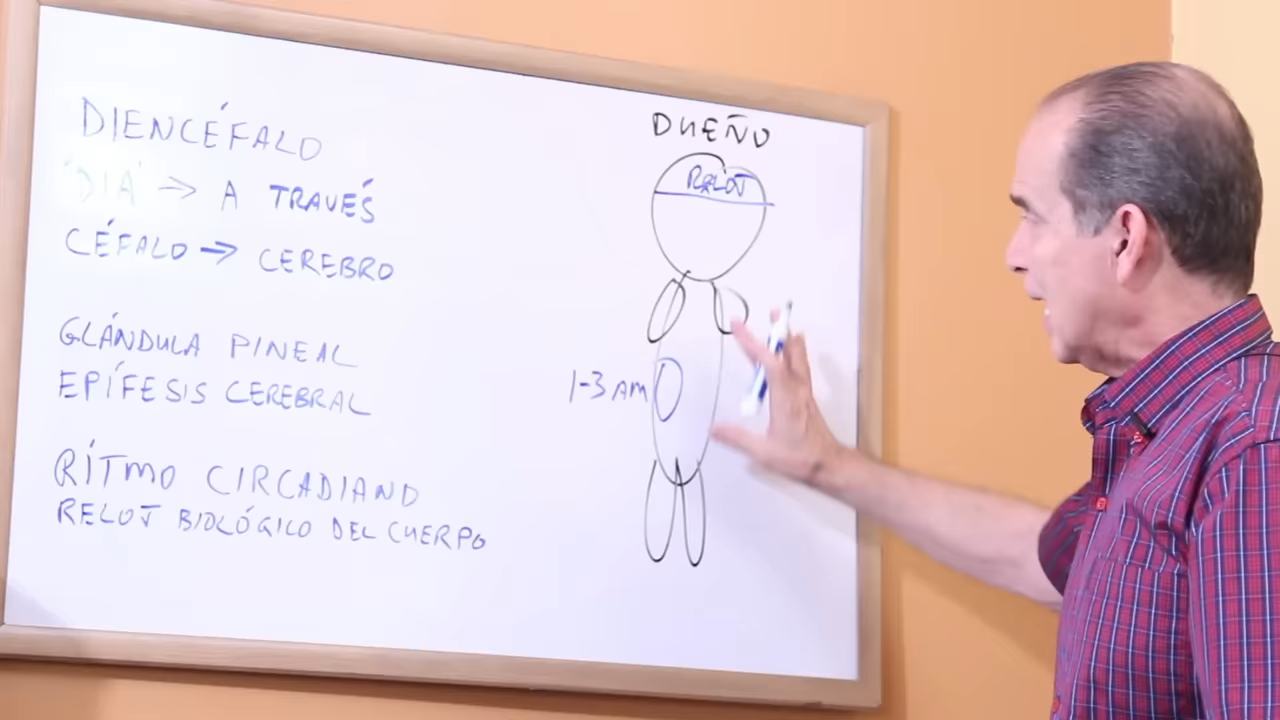 DIENCÉFALO
"DIA" → A TRAVÉS
CÉFALO → CEREBRO
GLÁNDULA PINEAL
EPÍFESIS CEREBRAL
RÍTMO CIRCADIANO
RELOJ BIOLÓGICO DEL CUERPO
DUEÑO
RELOJ
1-3 AM